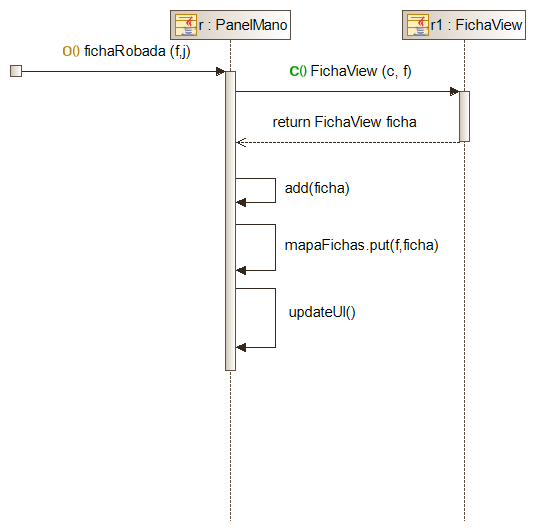 r : PanelMano
r1 : FichaView
O() fichaRobada (f,j)
C() FichaView (c, f)
return FichaView ficha
add(ficha)
mapaFichas.put(f,ficha)
updateUI()